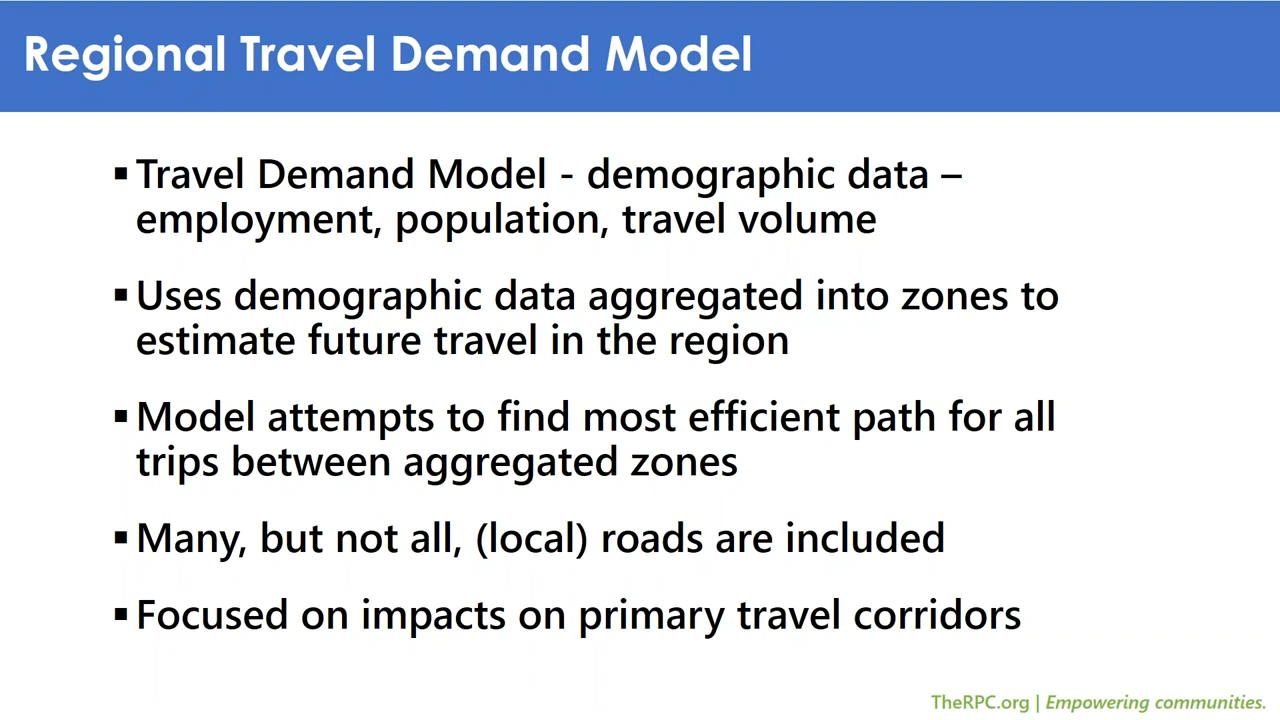 Regional Travel Demand Model
▪Travel Demand Model - demographic data –
employment, population, travel volume
▪Uses demographic data aggregated into zones to
estimate future travel in the region
▪Model attempts to find most efficient path for all
trips between aggregated zones
▪Many, but not all, (local) roads are included
▪Focused on impacts on primary travel corridors
TheRPC.org | Empowering communities.